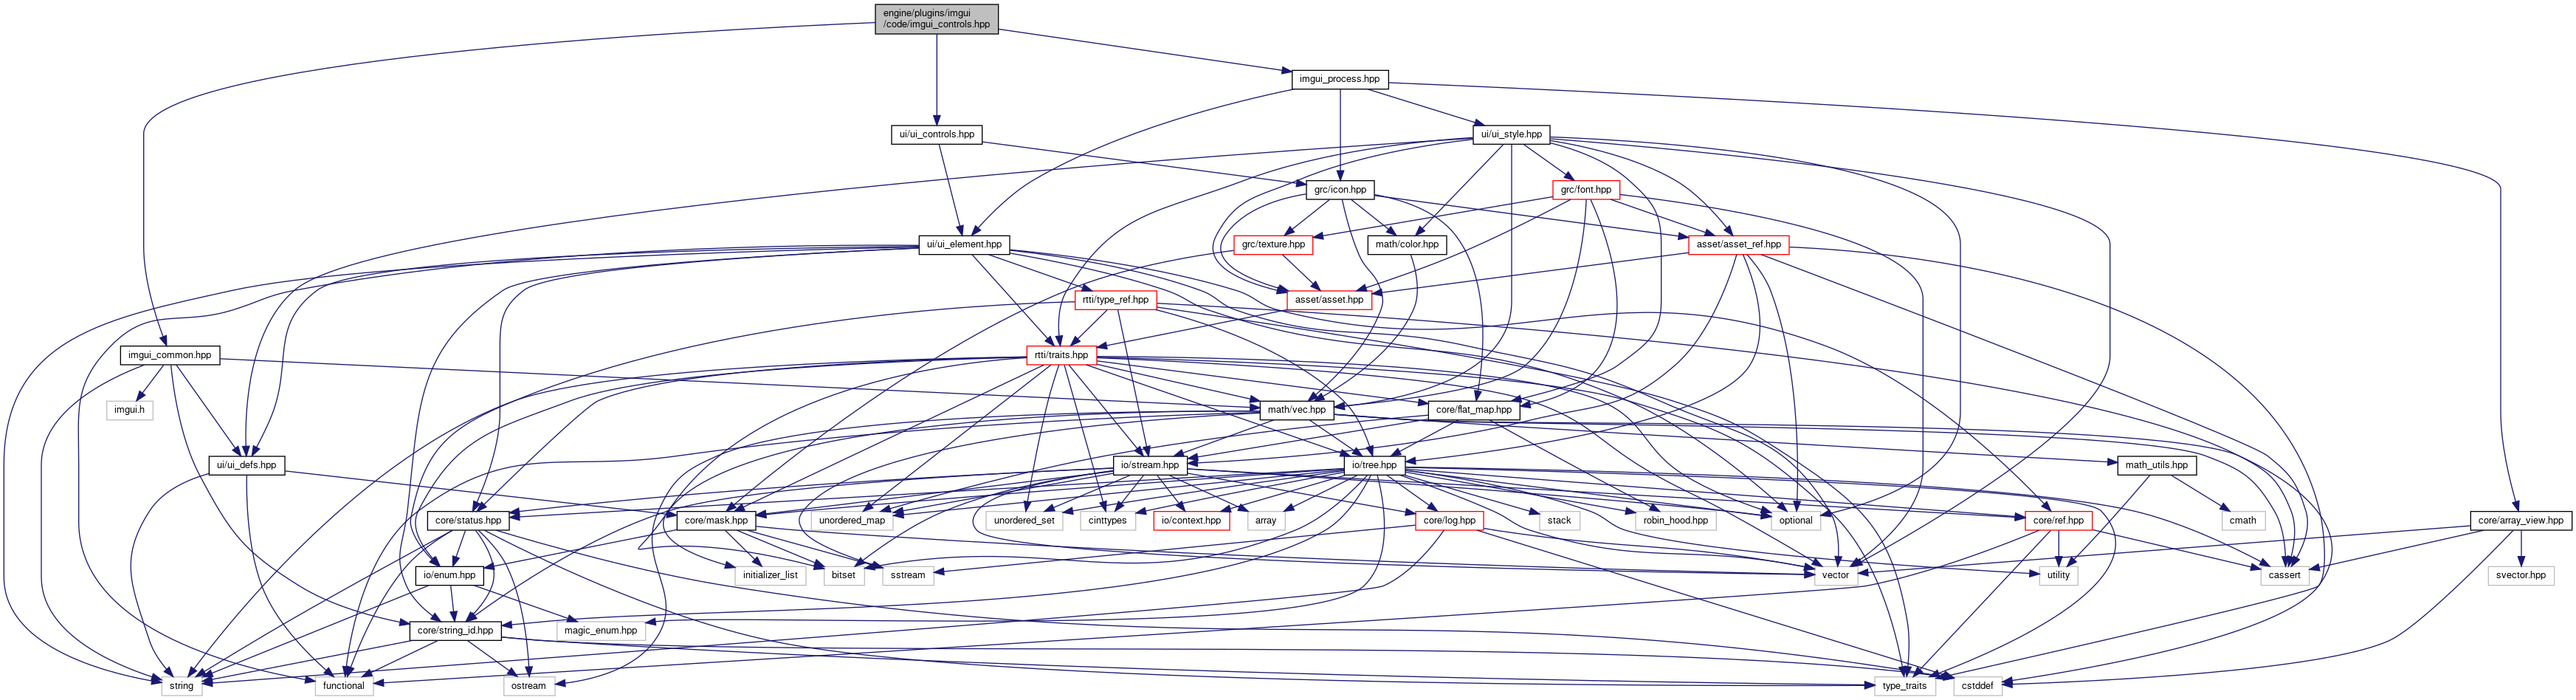 engine/plugins/imgui
/code/imgui_controls.hpp
imgui_process.hpp
ui/ui_controls.hpp
ui/ui_style.hpp
grc/icon.hpp
grc/font.hpp
ui/ui_element.hpp
grc/texture.hpp
math/color.hpp
asset/asset_ref.hpp
rtti/type_ref.hpp
asset/asset.hpp
imgui_common.hpp
rtti/traits.hpp
imgui.h
math/vec.hpp
core/flat_map.hpp
ui/ui_defs.hpp
io/stream.hpp
io/tree.hpp
math_utils.hpp
core/status.hpp
core/mask.hpp
unordered_map
unordered_set
cinttypes
io/context.hpp
array
core/log.hpp
stack
robin_hood.hpp
optional
core/ref.hpp
cmath
core/array_view.hpp
io/enum.hpp
initializer_list
bitset
sstream
vector
utility
cassert
svector.hpp
core/string_id.hpp
magic_enum.hpp
string
functional
ostream
type_traits
cstddef